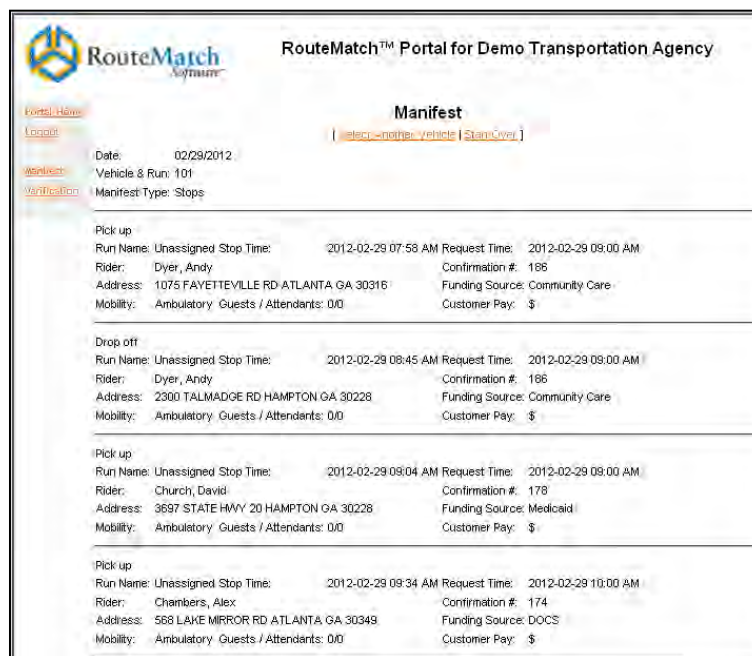 RouteMatch
Software
RouteMatch™ Portal for Demo Transportation Agency
Portal Home
Logout
Manifest
Verification
Manifest
[ Select Another Vehicle | Start Over ]
Date: 02/29/2012
Vehicle & Run: 101
Manifest Type: Stops
Pick up
Run Name: Unassigned Stop Time: 2012-02-29 07:58 AM Request Time: 2012-02-29 09:00 AM
Rider: Dyer, Andy Confirmation #: 186
Address: 1075 FAYETTEVILLE RD ATLANTA GA 30316 Funding Source: Community Care
Mobility: Ambulatory Guests / Attendants: 0/0 Customer Pay: $
Drop off
Run Name: Unassigned Stop Time: 2012-02-29 08:45 AM Request Time: 2012-02-29 09:00 AM
Rider: Dyer, Andy Confirmation #: 186
Address: 2300 TALMADGE RD HAMPTON GA 30228 Funding Source: Community Care
Mobility: Ambulatory Guests / Attendants: 0/0 Customer Pay: $
Pick up
Run Name: Unassigned Stop Time: 2012-02-29 09:04 AM Request Time: 2012-02-29 09:00 AM
Rider: Church, David Confirmation #: 178
Address: 3697 STATE HWY 20 HAMPTON GA 30228 Funding Source: Medicaid
Mobility: Ambulatory Guests / Attendants: 0/0 Customer Pay: $
Pick up
Run Name: Unassigned Stop Time: 2012-02-29 09:34 AM Request Time: 2012-02-29 10:00 AM
Rider: Chambers, Alex Confirmation #: 174
Address: 568 LAKE MIRROR RD ATLANTA GA 30349 Funding Source: DOCS
Mobility: Ambulatory Guests / Attendants: 0/0 Customer Pay: $